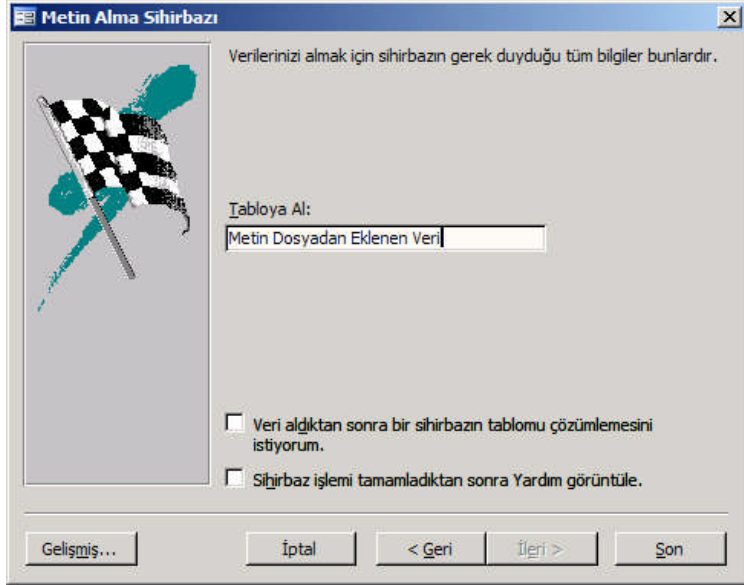 Metin Alma Sihirbazı
Verilerinizi almak için sihirbazın gerek duyduğu tüm bilgiler bunlardır.
Tabloya Al:
Metin Dosyadan Eklenen Veri
Veri aldıktan sonra bir sihirbazın tablomu çözümlemesini
istiyorum.
Sihirbaz işlemi tamamladıktan sonra Yardım görüntüle.
Gelişmiş... İptal < Geri İleri > Son